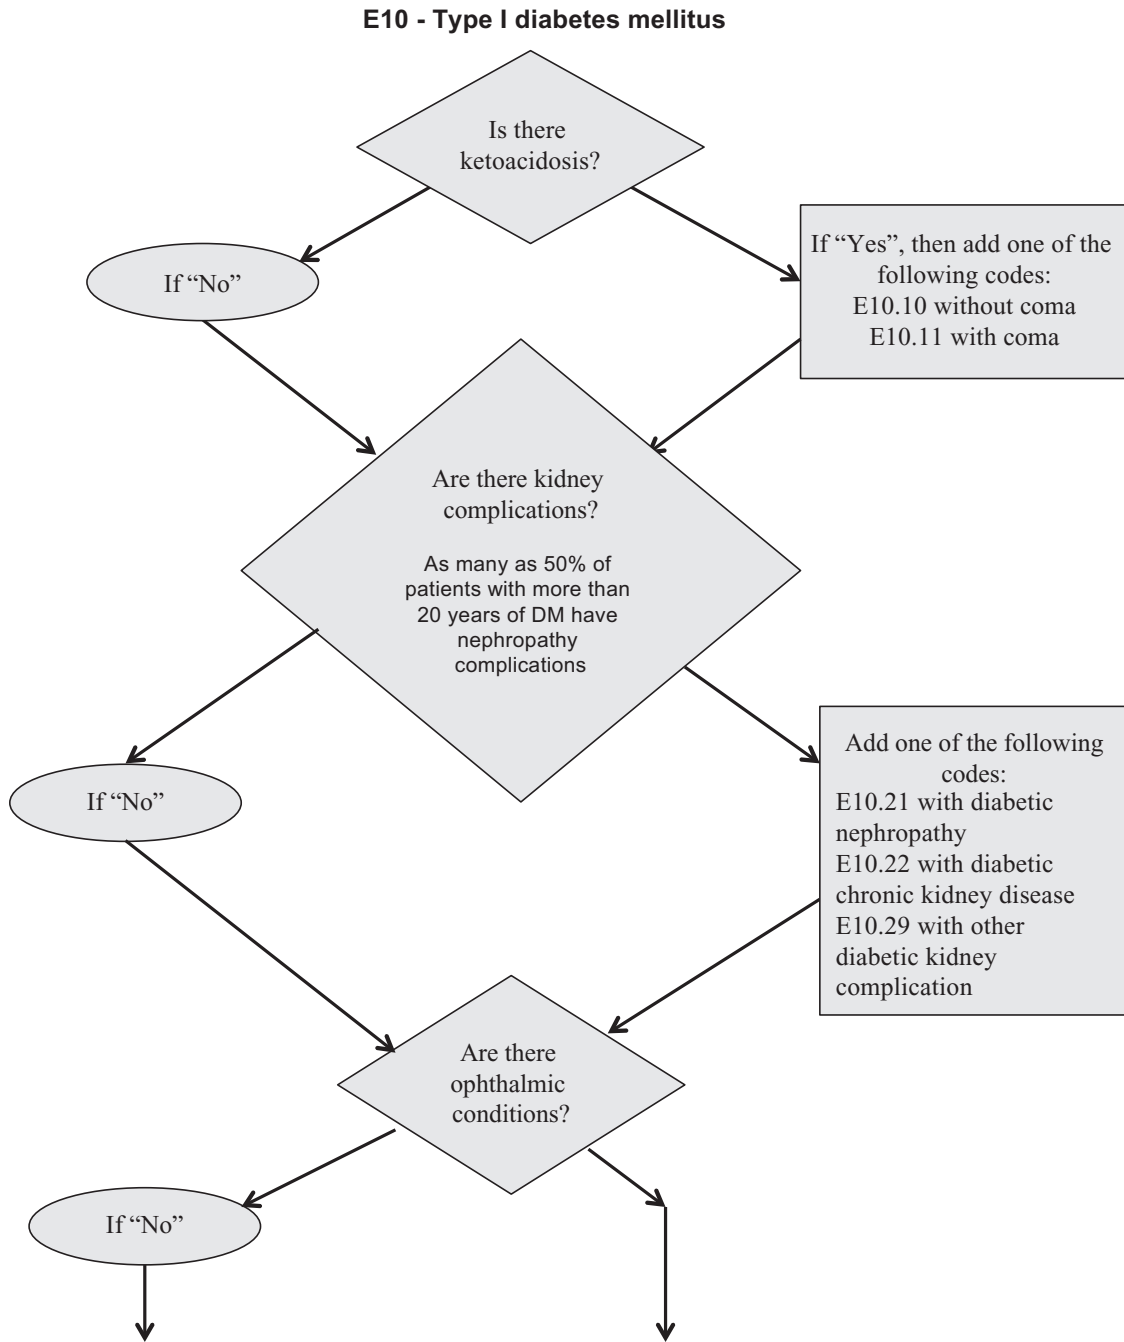 E10 - Type I diabetes mellitus
Is there
ketoacidosis?
If “No”
If “Yes”, then add one of the
following codes:
E10.10 without coma
E10.11 with coma
Are there kidney
complications?
As many as 50% of
patients with more than
20 years of DM have
nephropathy
complications
If “No”
Add one of the following
codes:
E10.21 with diabetic
nephropathy
E10.22 with diabetic
chronic kidney disease
E10.29 with other
diabetic kidney
complication
Are there
ophthalmic
conditions?
If “No”